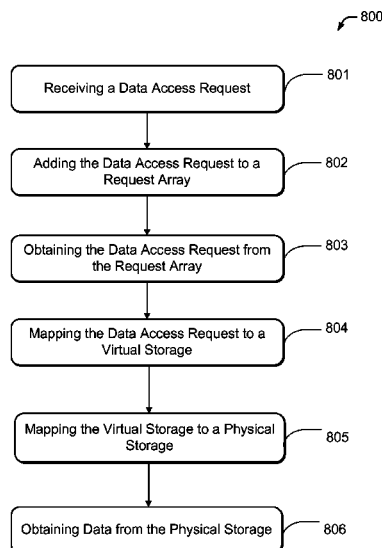 800
Receiving a Data Access Request
801
Adding the Data Access Request to a
Request Array
802
Obtaining the Data Access Request from
the Request Array
803
Mapping the Data Access Request to a
Virtual Storage
804
Mapping the Virtual Storage to a Physical
Storage
805
Obtaining Data from the Physical Storage
806